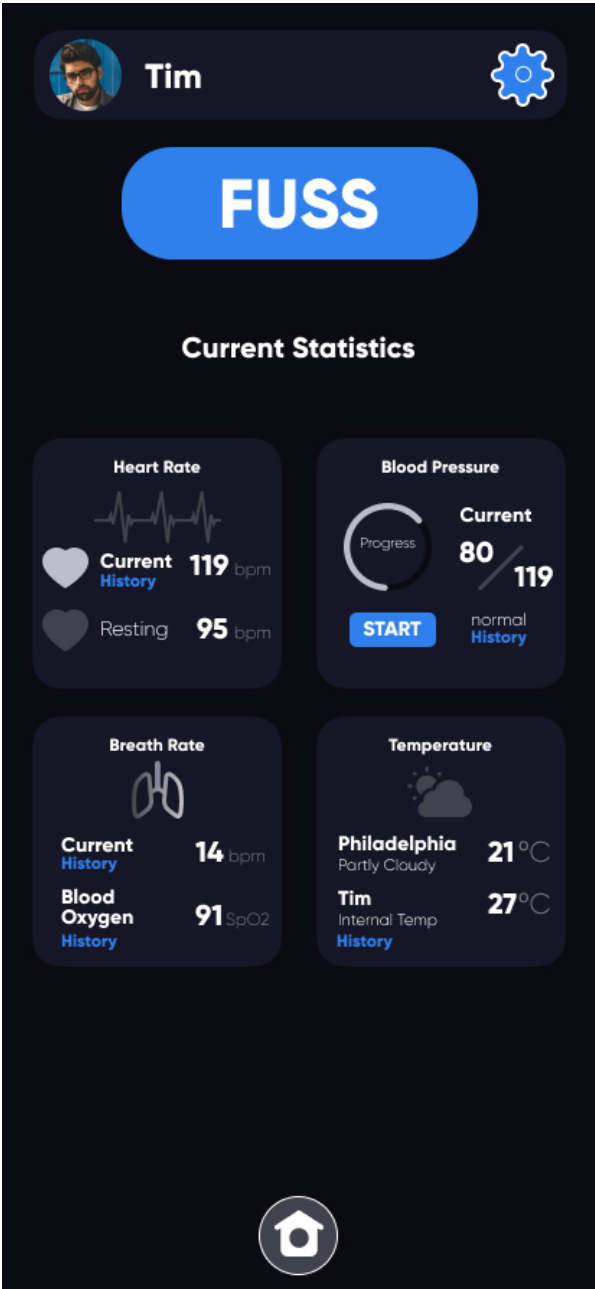 Tim
FUSS
Current Statistics
Heart Rate
Current 119 bpm
History
Resting 95 bpm
Blood Pressure
Progress
Current
80
119
START
normal
History
Breath Rate
Current
History
14 bpm
Blood
Oxygen
91 SpO2
History
Temperature
Philadelphia
Partly Cloudy
21°C
Tim
Internal Temp
27°C
History